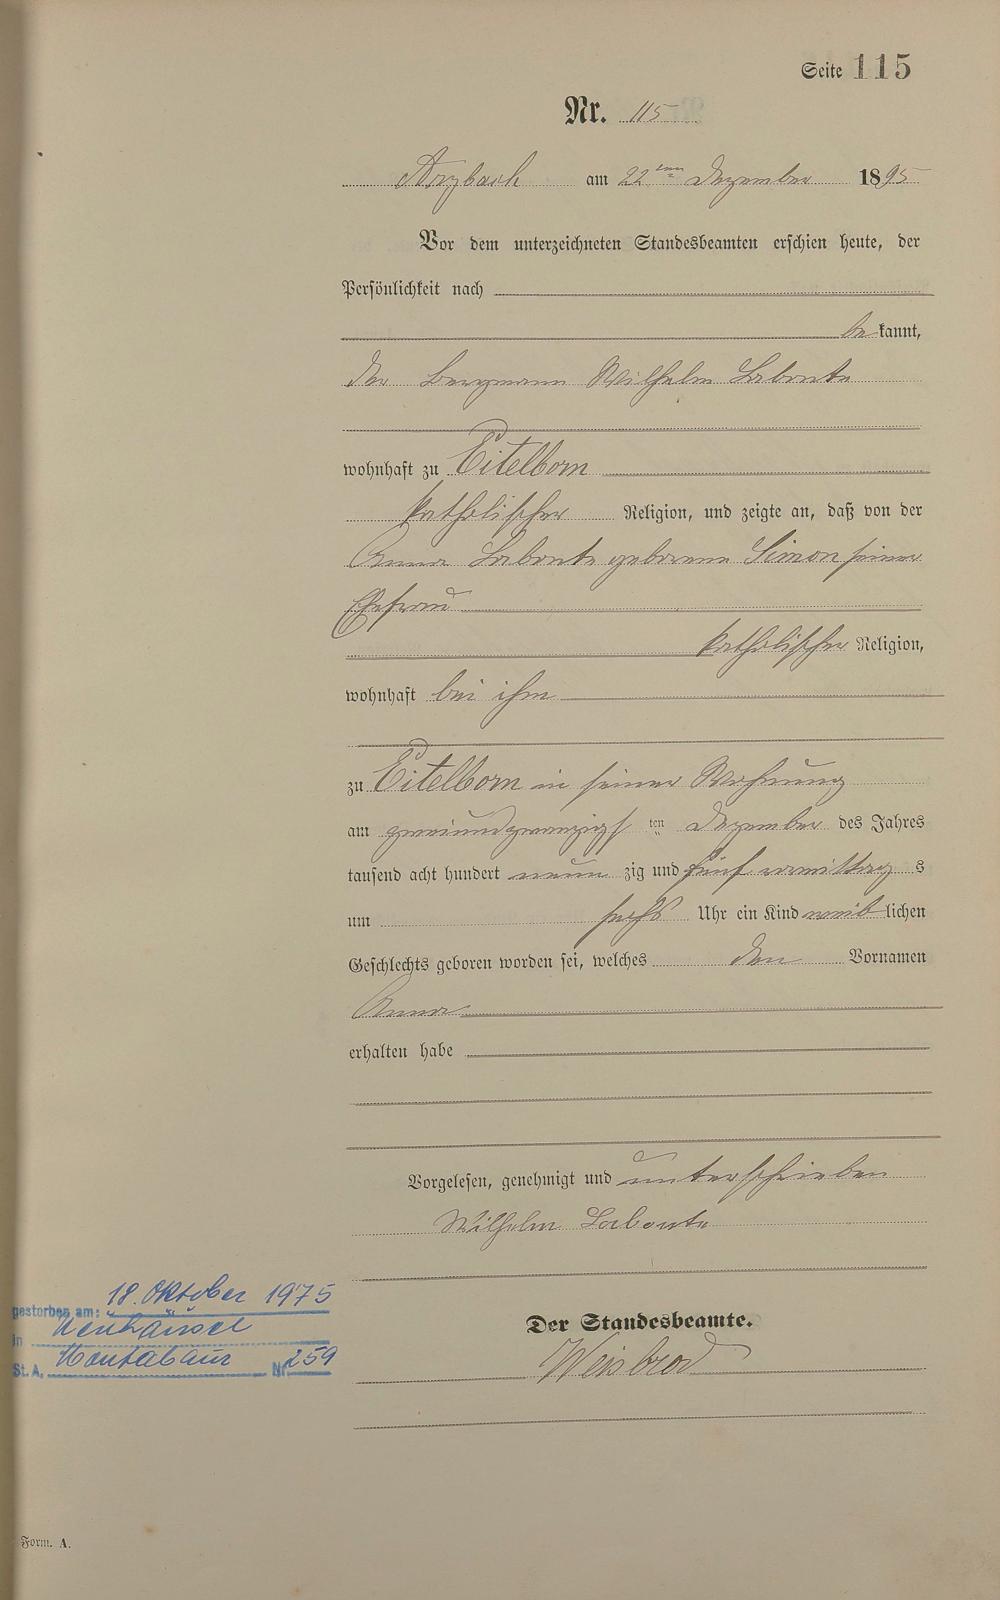 Seite 115
Nr. 115
Arzbach am 22ten Dezember 1895
Vor dem unterzeichneten Standesbeamten erschien heute, der
Persönlichkeit nach
bekannt,
der Bergmann Wilhelm Labonte
wohnhaft zu Eitelborn
katholischer Religion, und zeigte an, daß von der
Anna Labonte geborene Simon seiner
Ehefrau
katholischer Religion,
wohnhaft bei ihm
zu Eitelborn in seiner Wohnung
am zweiundzwanzigsten Dezember des Jahres
tausend acht hundert neunzig und fünf vormittags
um sechs Uhr ein Kind weiblichen
Geschlechts geboren worden sei, welches den Vornamen
Anna
erhalten habe
Vorgelesen, genehmigt und unterschrieben
Wilhelm Labonte
gestorben am: 18. Oktober 1975
in Neuhäusel
St. A. Montabaur Nr. 259
Der Standesbeamte.
Weisbrod
Form. A.